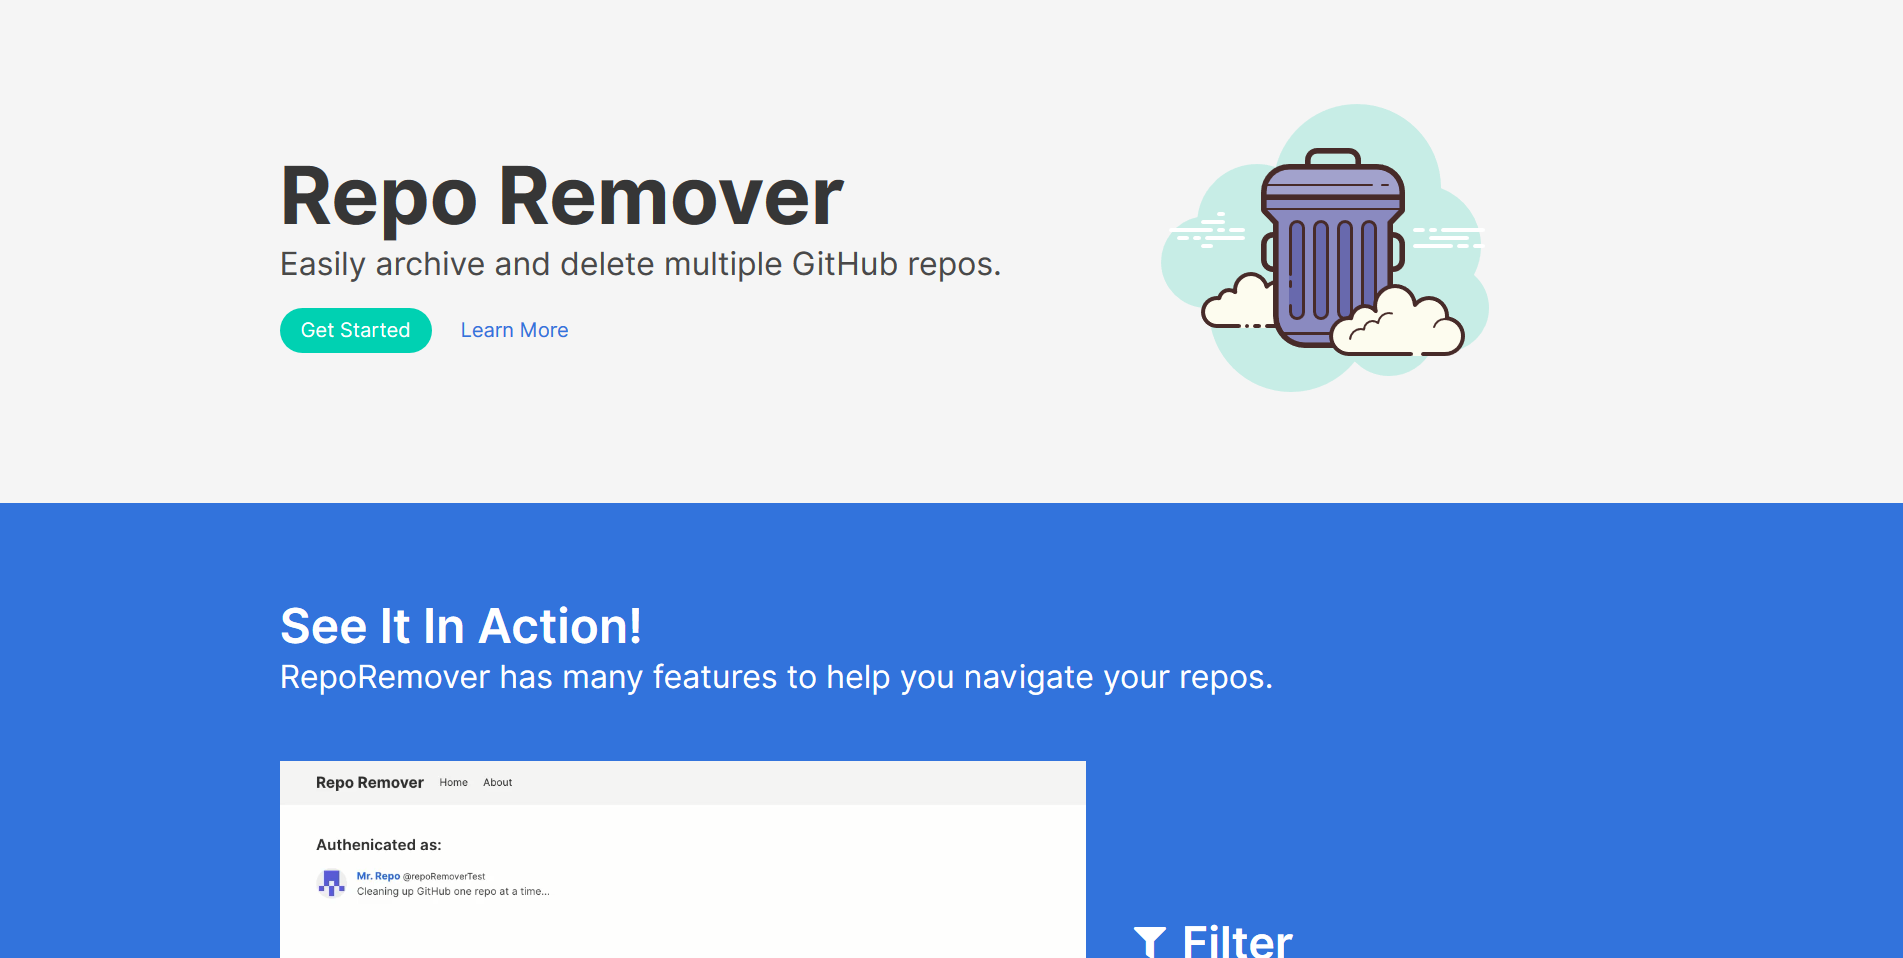 Repo Remover
Easily archive and delete multiple GitHub repos.
Get Started
Learn More
See It In Action!
RepoRemover has many features to help you navigate your repos.
Repo Remover Home About
Authenicated as:
Mr. Repo @repoRemoverTest
Cleaning up GitHub one repo at a time...
Filter